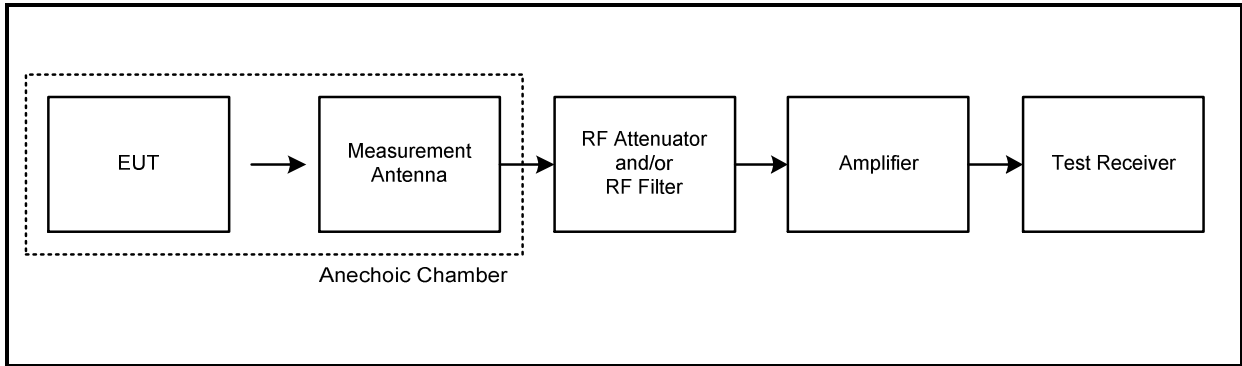 EUT
Measurement
Antenna
RF Attenuator
and/or
RF Filter
Amplifier
Test Receiver
Anechoic Chamber